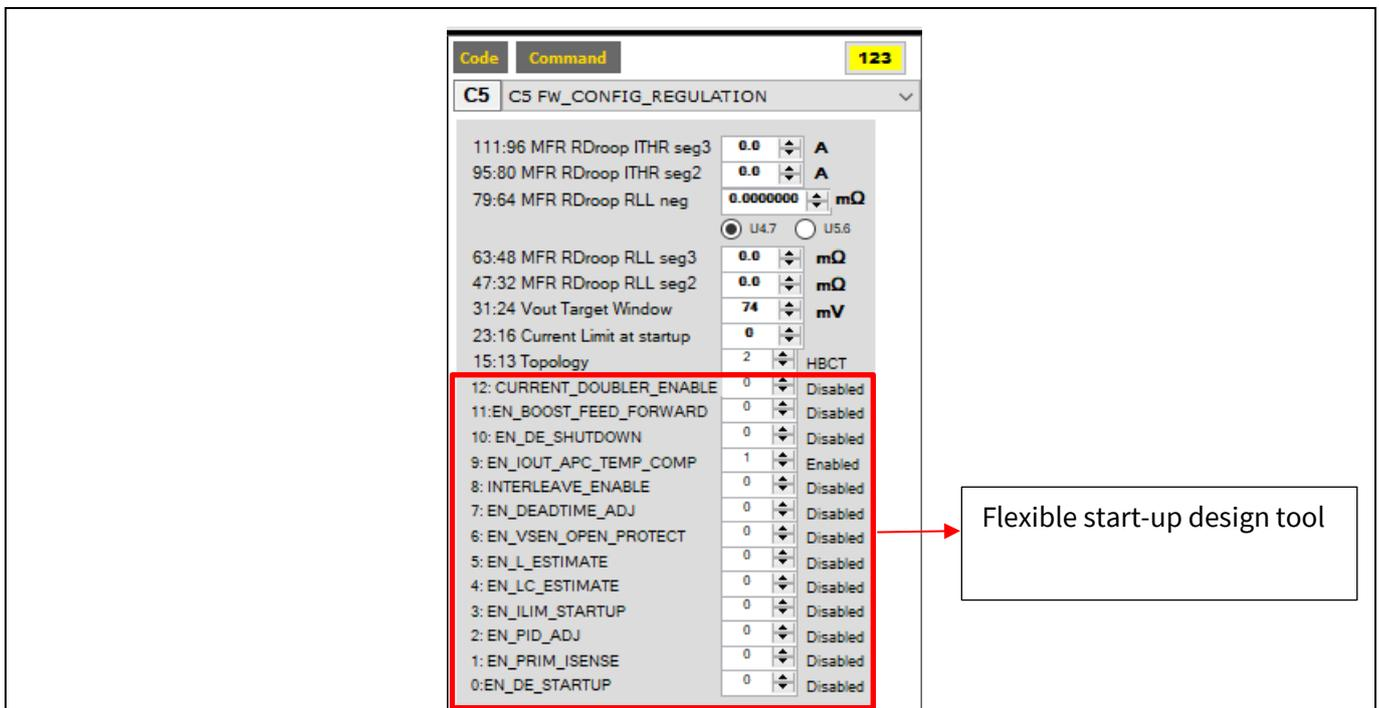 Code Command 123
C5 C5 FW_CONFIG_REGULATION
111:96 MFR RDroop ITHR seg3 0.0 A
95:80 MFR RDroop ITHR seg2 0.0 A
79:64 MFR RDroop RLL neg 0.0000000 mΩ
U4.7 U5.6
63:48 MFR RDroop RLL seg3 0.0 mΩ
47:32 MFR RDroop RLL seg2 0.0 mΩ
31:24 Vout Target Window 74 mV
23:16 Current Limit at startup 0
15:13 Topology 2 HBCT
12: CURRENT_DOUBLER_ENABLE 0 Disabled
11:EN_BOOST_FEED_FORWARD 0 Disabled
10: EN_DE_SHUTDOWN 0 Disabled
9: EN_IOUT_APC_TEMP_COMP 1 Enabled
8: INTERLEAVE_ENABLE 0 Disabled
7: EN_DEADTIME_ADJ 0 Disabled
6: EN_VSEN_OPEN_PROTECT 0 Disabled
5: EN_L_ESTIMATE 0 Disabled
4: EN_LC_ESTIMATE 0 Disabled
3: EN_ILIM_STARTUP 0 Disabled
2: EN_PID_ADJ 0 Disabled
1: EN_PRIM_ISENSE 0 Disabled
0:EN_DE_STARTUP 0 Disabled
Flexible start-up design tool